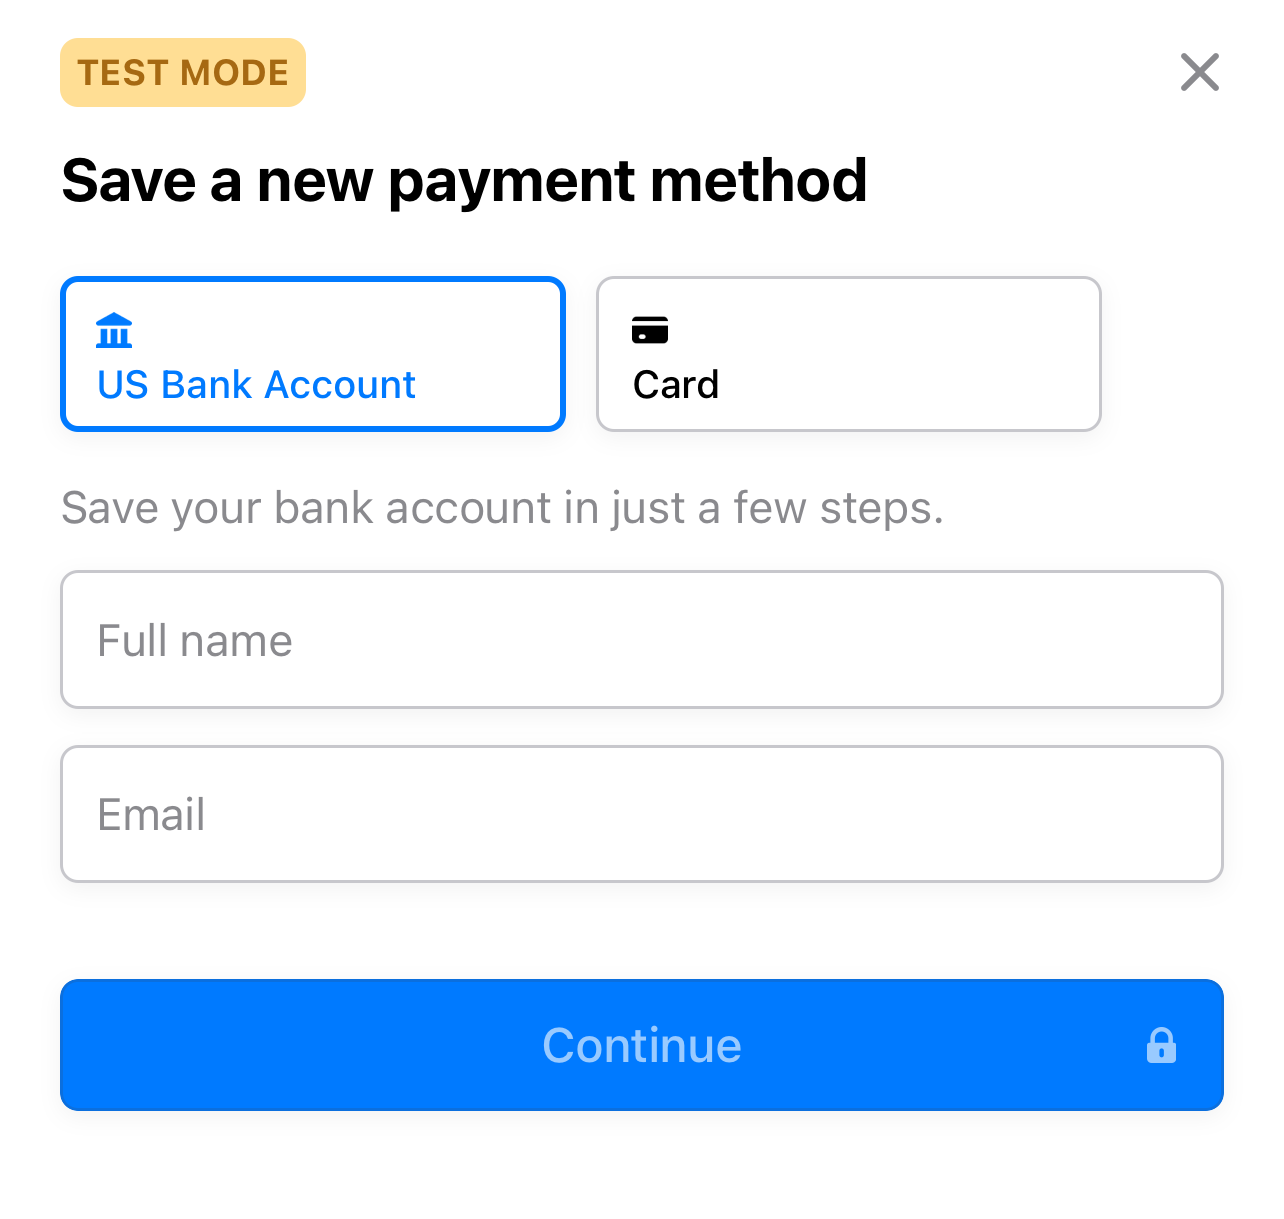 TEST MODE
Save a new payment method
US Bank Account
Card
Save your bank account in just a few steps.
Full name
Email
Continue